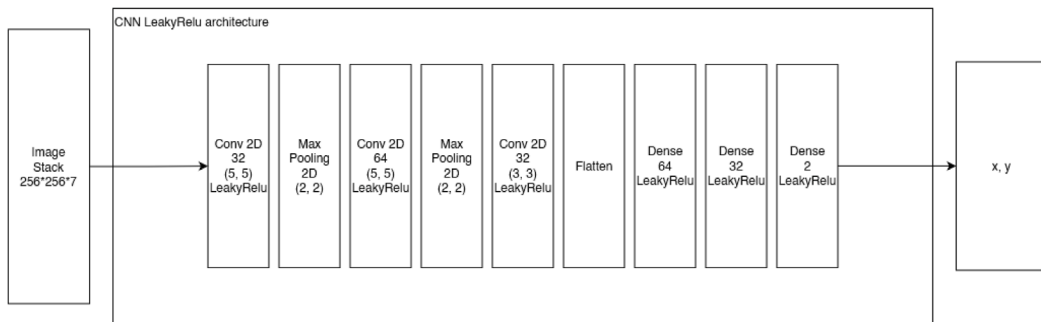 CNN LeakyRelu architecture
Image
Stack
256*256*7
Conv 2D
32
(5, 5)
LeakyRelu
Max
Pooling
2D
(2, 2)
Conv 2D
64
(5, 5)
LeakyRelu
Max
Pooling
2D
(2, 2)
Conv 2D
32
(3, 3)
LeakyRelu
Flatten
Dense
64
LeakyRelu
Dense
32
LeakyRelu
Dense
2
LeakyRelu
x, y